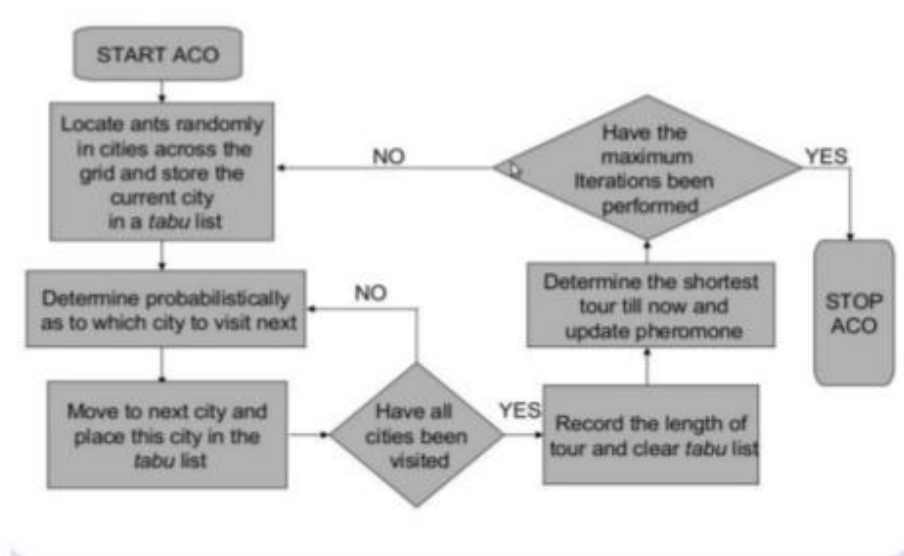 START ACO
Locate ants randomly
in cities across the
grid and store the
current city
in a tabu list
Determine probabilistically
as to which city to visit next
Move to next city and
place this city in the
tabu list
NO
Have all
cities been
visited
YES
Record the length of
tour and clear tabu list
Determine the shortest
tour till now and
update pheromone
Have the
maximum
Iterations been
performed
NO
YES
STOP
ACO